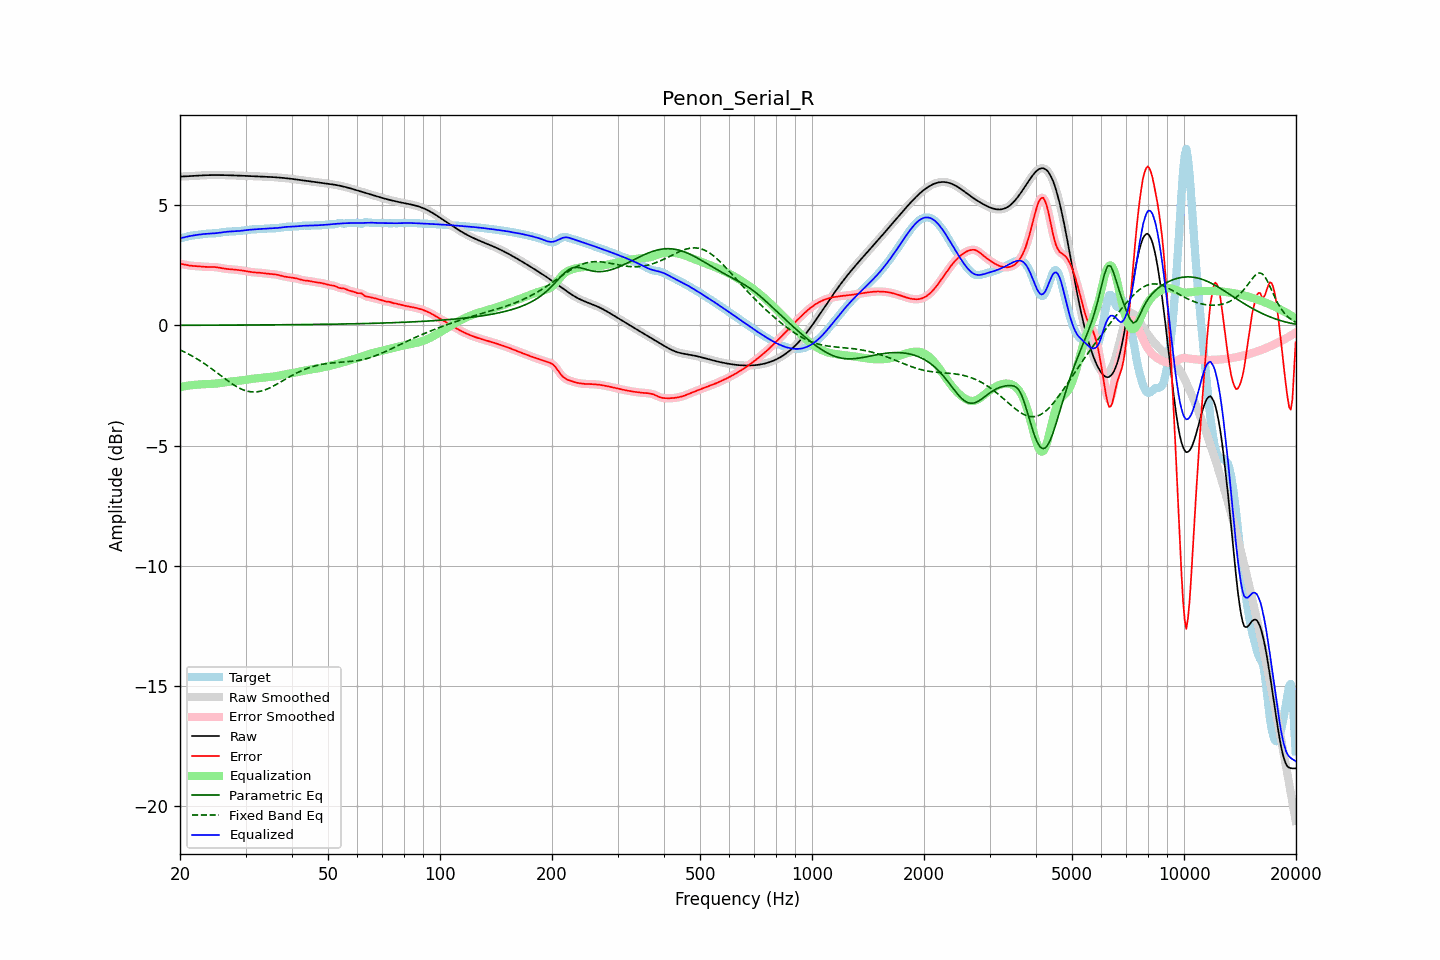 Penon_Serial_R
Amplitude (dBr)
5
0
−5
−10
−15
−20
Target
Raw Smoothed
Error Smoothed
Raw
Error
Equalization
Parametric Eq
Fixed Band Eq
Equalized
20 50 100 200 500 1000 2000 5000 10000 20000
Frequency (Hz)